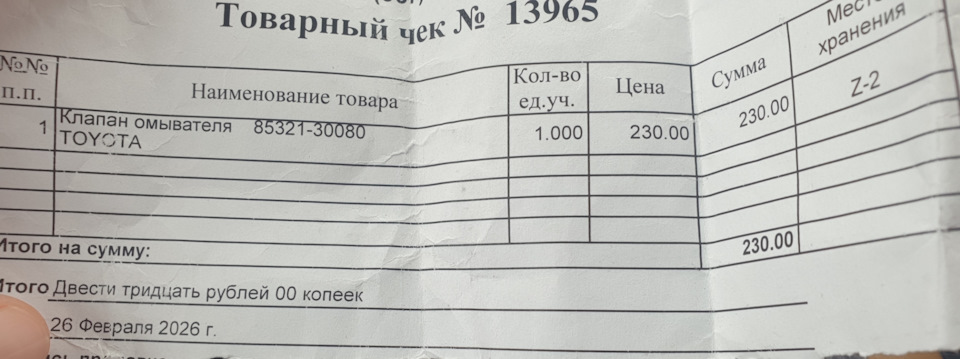 Товарный чек № 13965
№№ п.п.
Наименование товара
Кол-во ед.уч.
Цена
Сумма
хранения
1
Клапан омывателя 85321-30080
TOYOTA
1.000
230.00
230.00
Z-2
Итого на сумму:
230.00
Итого Двести тридцать рублей 00 копеек
26 Февраля 2026 г.